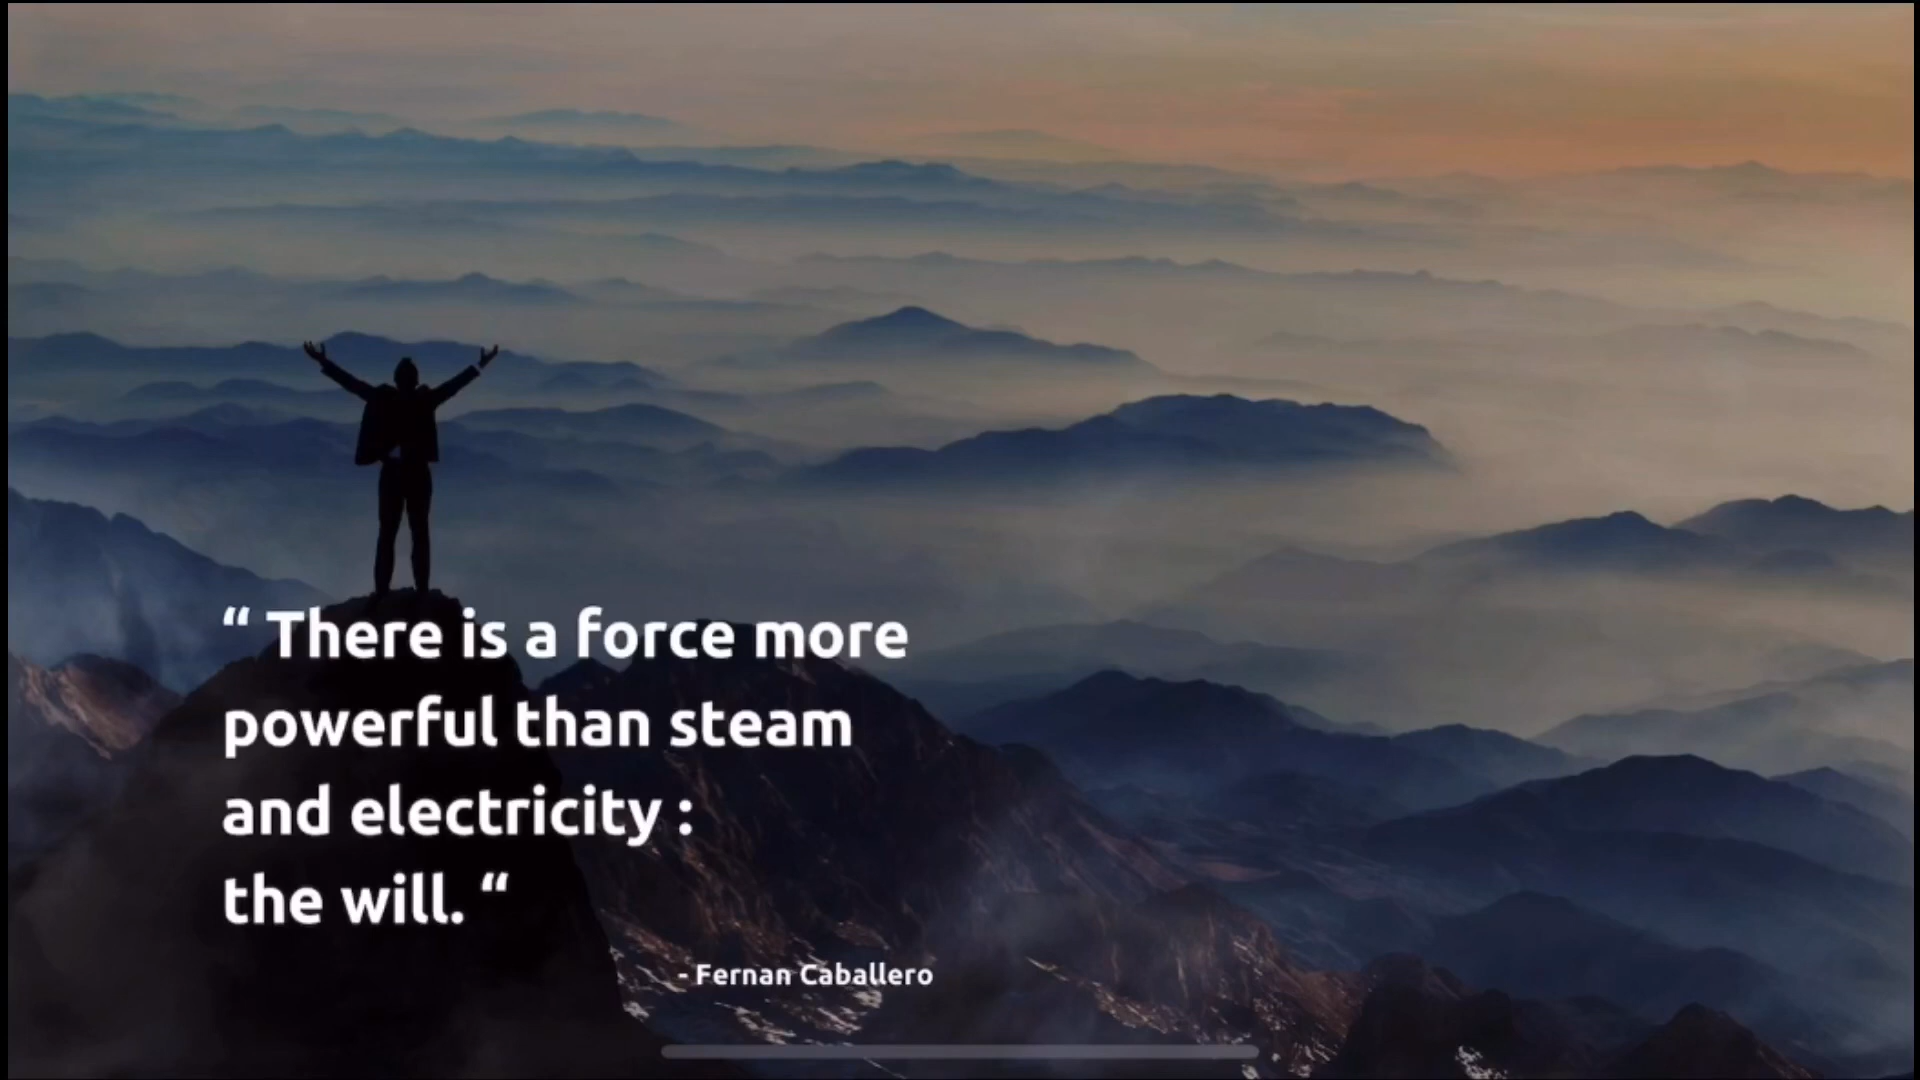 “ There is a force more
powerful than steam
and electricity :
the will. “
- Fernan Caballero